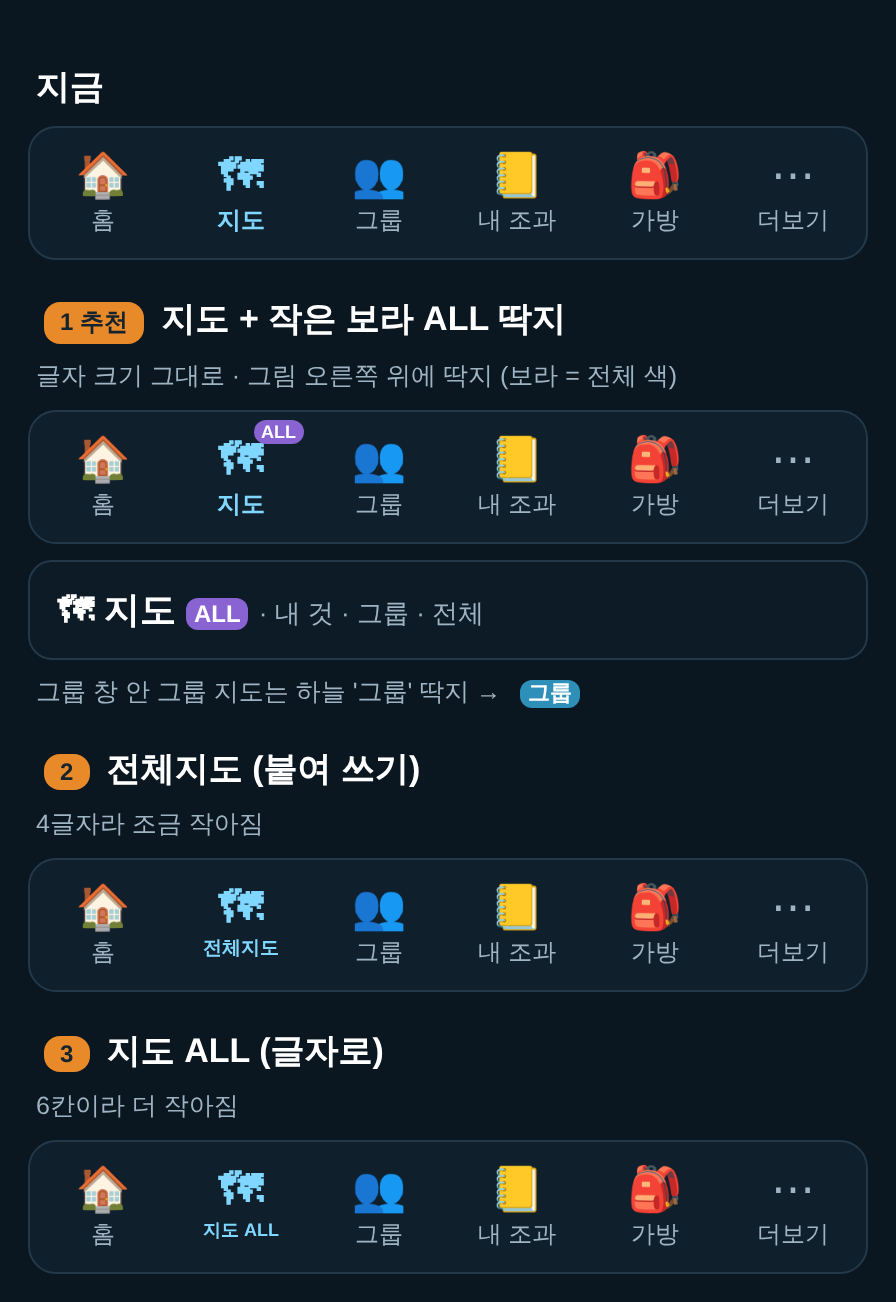 지금
홈 지도 그룹 내 조과 가방 더보기
1 추천 지도 + 작은 보라 ALL 딱지
글자 크기 그대로 · 그림 오른쪽 위에 딱지 (보라 = 전체 색)
ALL
홈 지도 그룹 내 조과 가방 더보기
지도 ALL · 내 것 · 그룹 · 전체
그룹 창 안 그룹 지도는 하늘 '그룹' 딱지 → 그룹
2 전체지도 (붙여 쓰기)
4글자라 조금 작아짐
홈 전체지도 그룹 내 조과 가방 더보기
3 지도 ALL (글자로)
6칸이라 더 작아짐
홈 지도 ALL 그룹 내 조과 가방 더보기